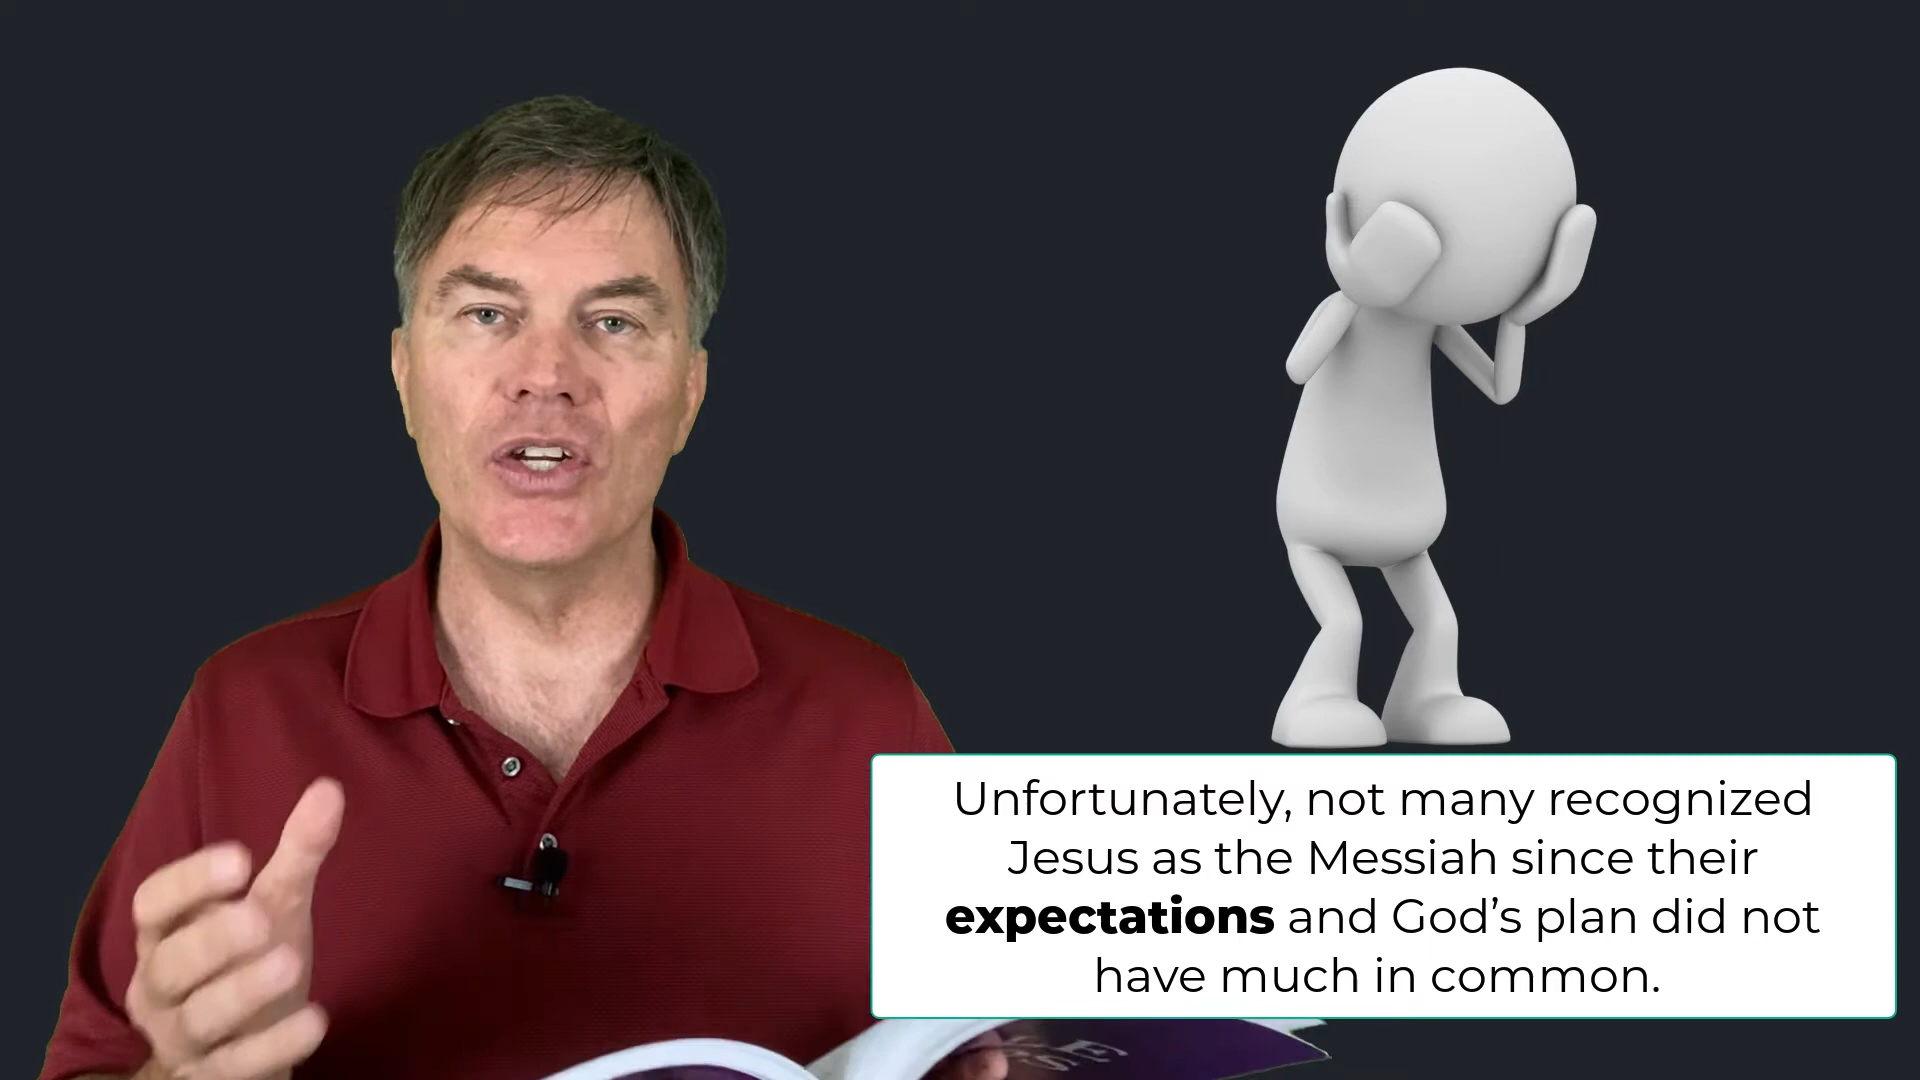 Unfortunately, not many recognized
Jesus as the Messiah since their
expectations and God’s plan did not
have much in common.